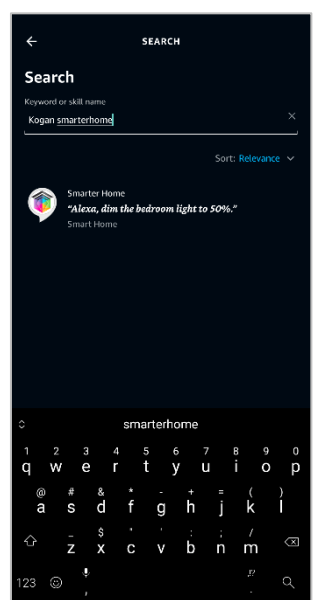 SEARCH
Search
Keyword or skill name
Kogan smarterhome
Sort: Relevance
Smarter Home
“Alexa, dim the bedroom light to 50%.”
Smart Home
smarterhome
1 2 3 4 5 6 7 8 9 0
q w e r t y u i o p
@ # & * - + = ( )
a s d f g h j k l
_ $ " ' : ; /
z x c v b n m
123 , .